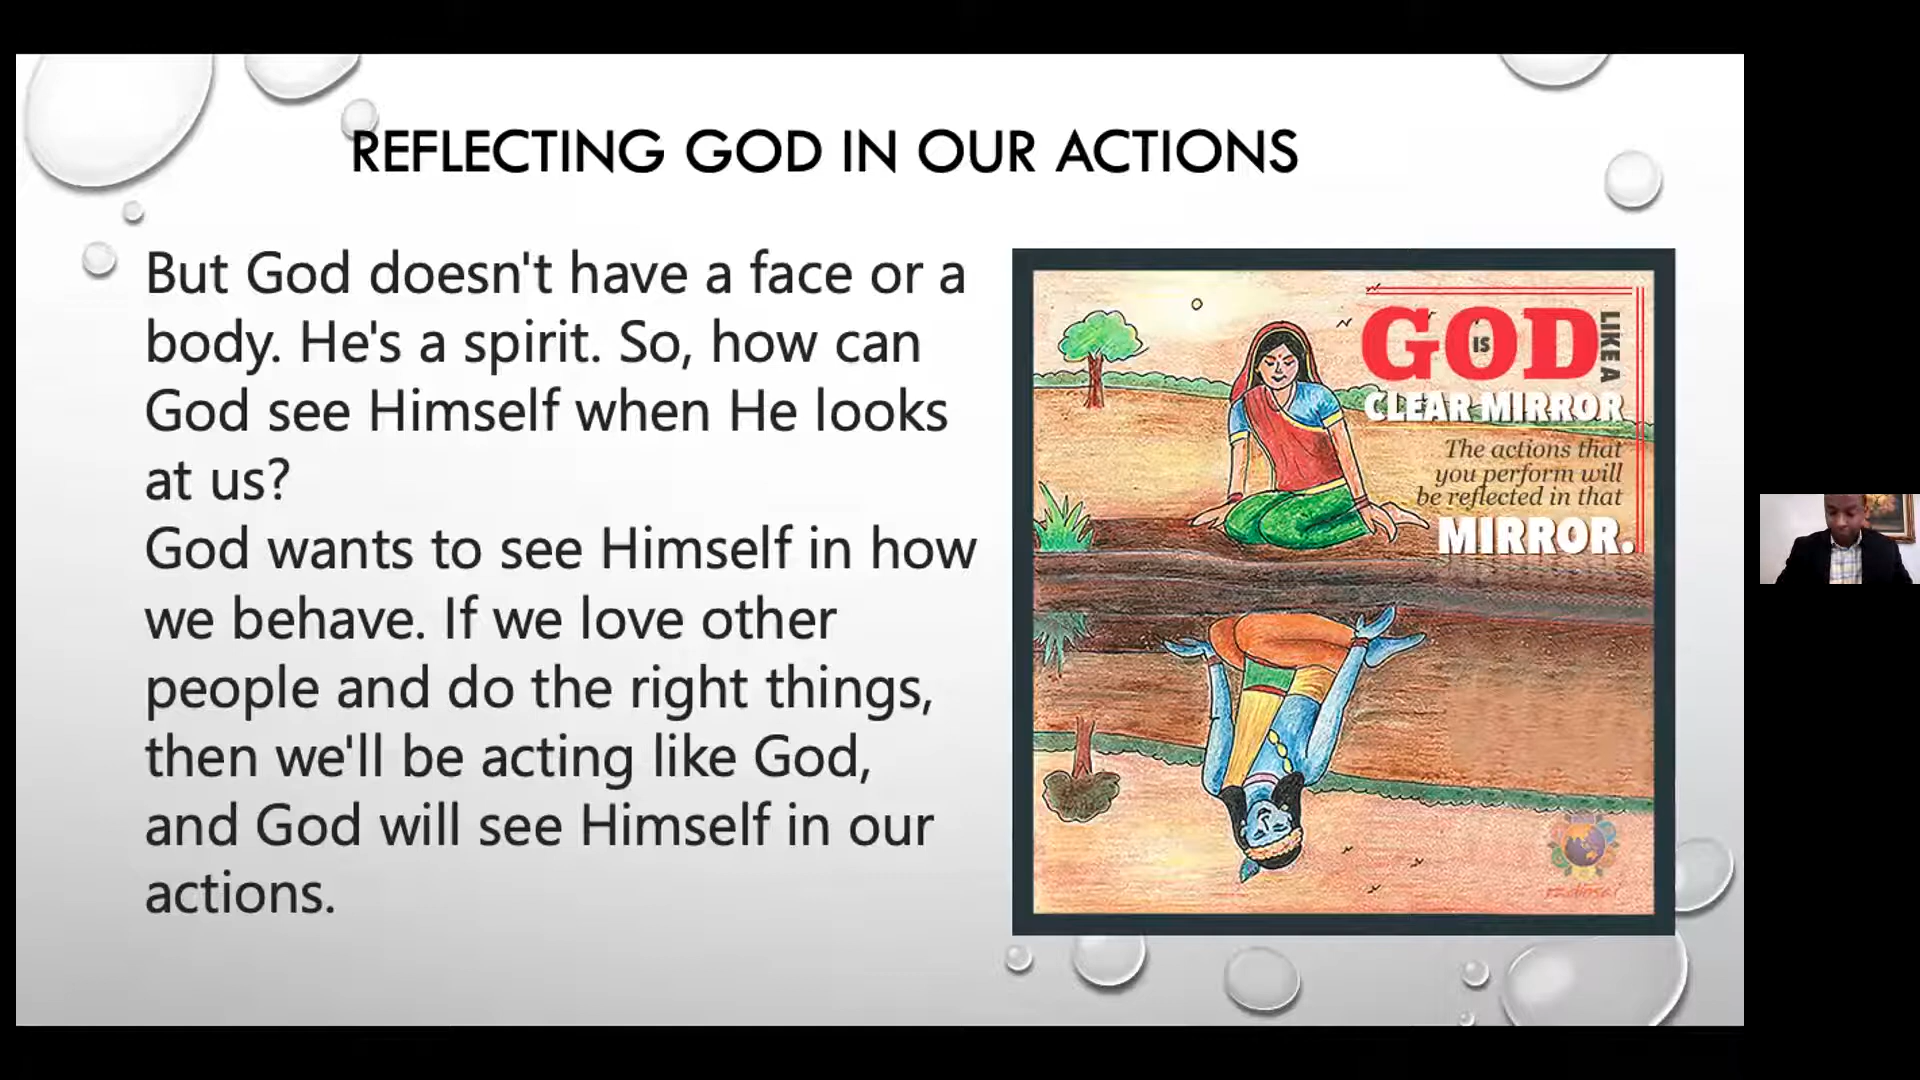 REFLECTING GOD IN OUR ACTIONS
But God doesn't have a face or a
body. He's a spirit. So, how can
God see Himself when He looks
at us?
God wants to see Himself in how
we behave. If we love other
people and do the right things,
then we'll be acting like God,
and God will see Himself in our
actions.
GOD
IS
LIKE A
CLEAR MIRROR
The actions that
you perform will
be reflected in that
MIRROR.